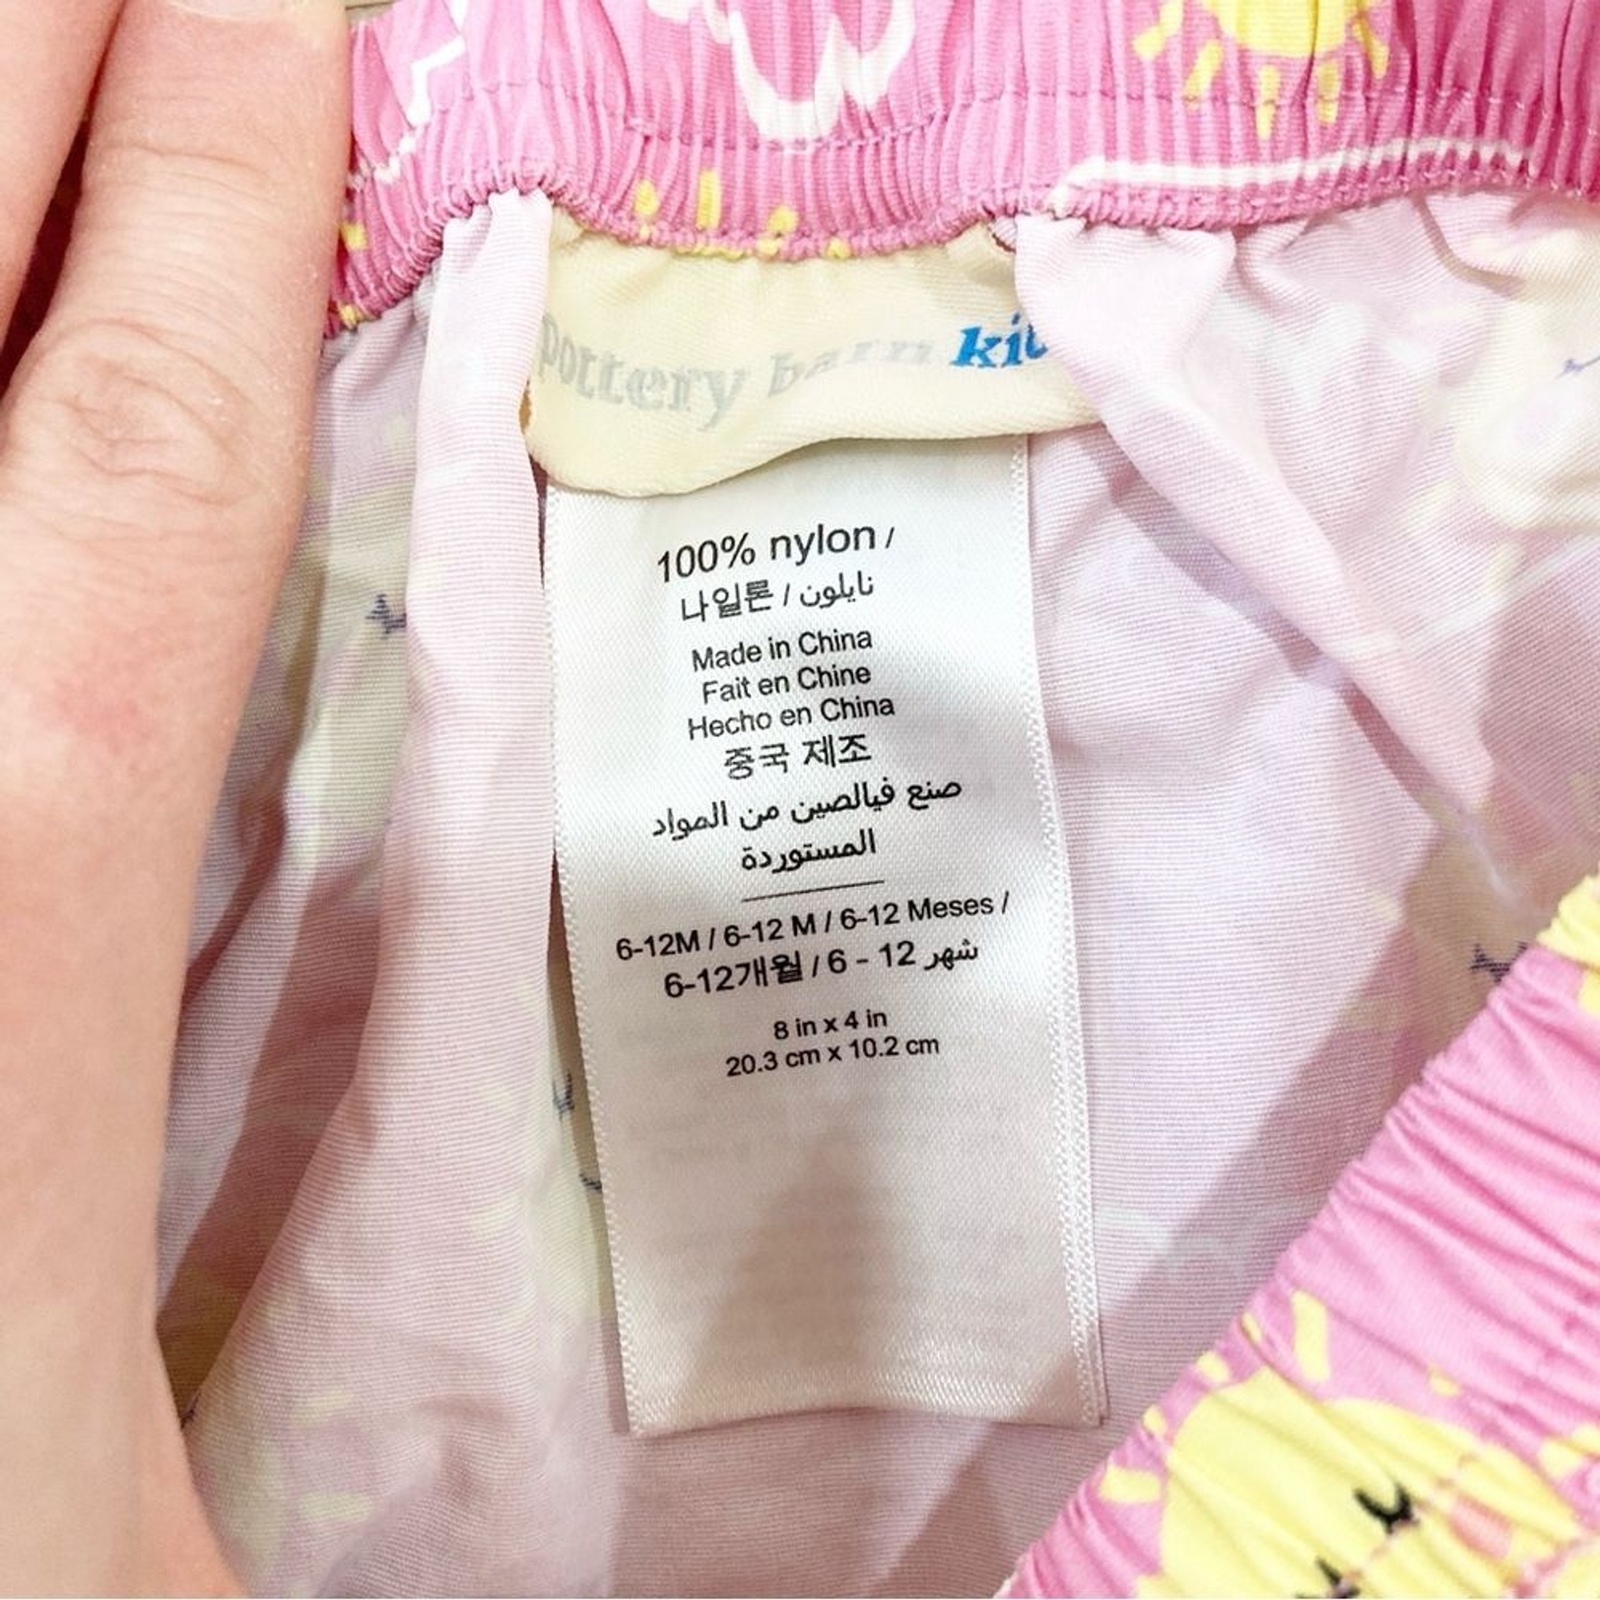 pottery barn
100% nylon /
나일론 / نايلون
Made in China
Fait en Chine
Hecho en China
중국 제조
صنع فيالصين من المواد
المستوردة
6-12M / 6-12 M / 6-12 Meses /
6-12개월 / 6 - 12 شهر
8 in x 4 in
20.3 cm x 10.2 cm